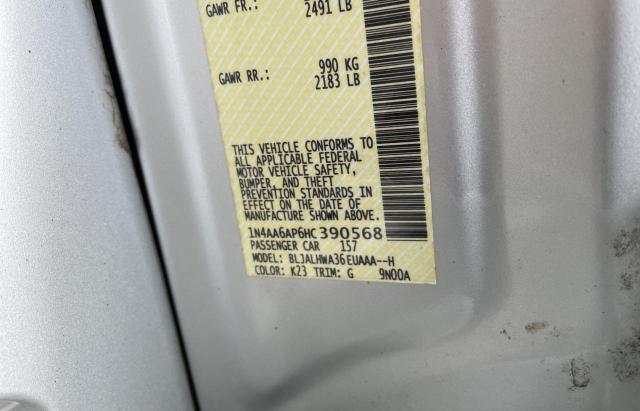 GAWR FR.: 2491 LB
990 KG
GAWR RR.: 2183 LB
THIS VEHICLE CONFORMS TO
ALL APPLICABLE FEDERAL
MOTOR VEHICLE SAFETY,
BUMPER, AND THEFT
PREVENTION STANDARDS IN
EFFECT ON THE DATE OF
MANUFACTURE SHOWN ABOVE.
1N4AA6AP6HC390568
PASSENGER CAR 157
MODEL: BLJALHWA36EUAAA--H
COLOR: K23 TRIM: G 9N00A